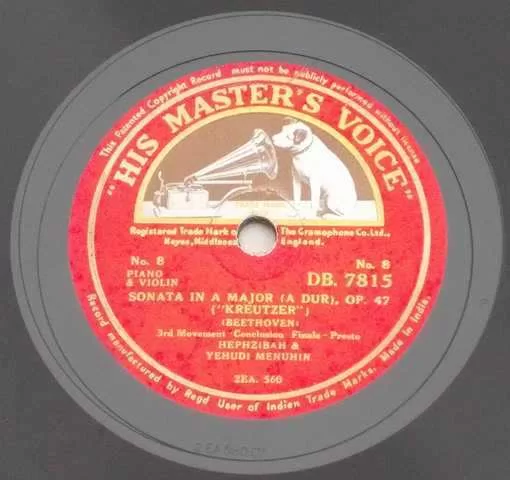 This Patented Copyright Record must not be publicly performed without license
"HIS MASTER'S VOICE"
Registered Trade Mark of The Gramophone Co. Ltd.,
Hayes, Middlesex England.
No. 8 No. 8
PIANO
& VIOLIN DB. 7815
SONATA IN A MAJOR (A DUR), OP. 47
("KREUTZER")
(BEETHOVEN)
3rd Movement - Conclusion Finale - Presto
HEPHZIBAH &
YEHUDI MENUHIN
2EA. 560
Record manufactured by Regd User of Indian Trade Marks. Made in India.